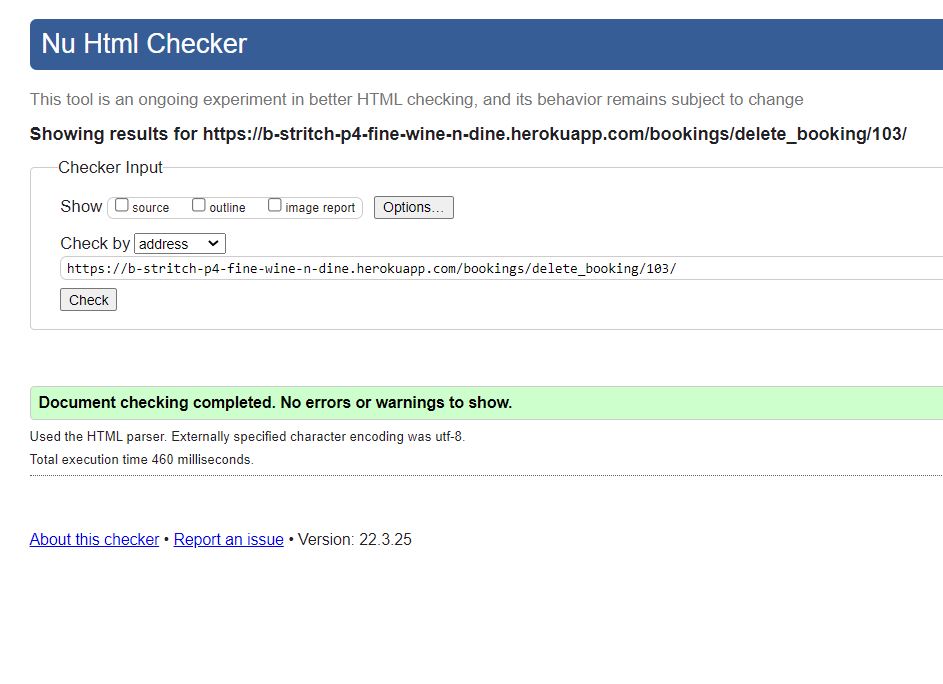 Nu Html Checker
This tool is an ongoing experiment in better HTML checking, and its behavior remains subject to change
Showing results for https://b-stritch-p4-fine-wine-n-dine.herokuapp.com/bookings/delete_booking/103/
Checker Input
Show source outline image report Options...
Check by address
https://b-stritch-p4-fine-wine-n-dine.herokuapp.com/bookings/delete_booking/103/
Check
Document checking completed. No errors or warnings to show.
Used the HTML parser. Externally specified character encoding was utf-8.
Total execution time 460 milliseconds.
About this checker • Report an issue • Version: 22.3.25